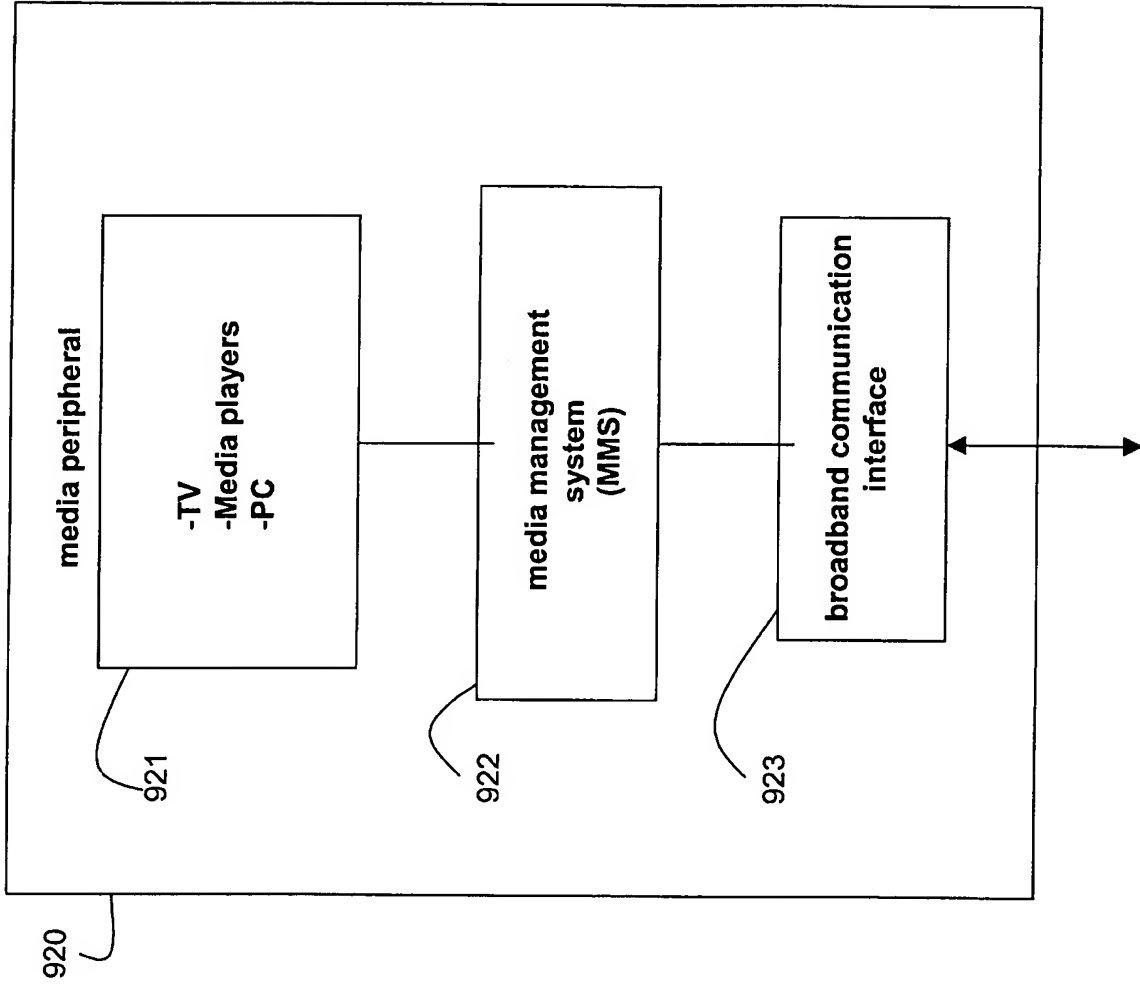 media peripheral
-TV
-Media players
-PC
media management
system
(MMS)
broadband communication
interface
921
922
923
920